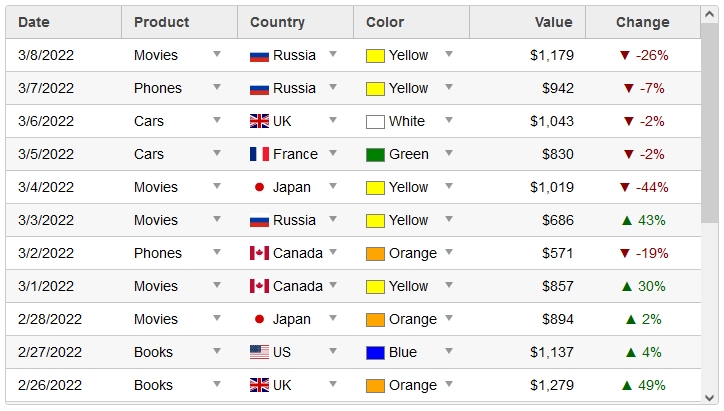 Date Product Country Color Value Change
3/8/2022 Movies Russia Yellow $1,179 ▼ -26%
3/7/2022 Phones Russia Yellow $942 ▼ -7%
3/6/2022 Cars UK White $1,043 ▼ -2%
3/5/2022 Cars France Green $830 ▼ -2%
3/4/2022 Movies Japan Yellow $1,019 ▼ -44%
3/3/2022 Movies Russia Yellow $686 ▲ 43%
3/2/2022 Phones Canada Orange $571 ▼ -19%
3/1/2022 Movies Canada Yellow $857 ▲ 30%
2/28/2022 Movies Japan Orange $894 ▲ 2%
2/27/2022 Books US Blue $1,137 ▲ 4%
2/26/2022 Books UK Orange $1,279 ▲ 49%